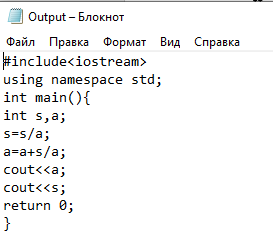 Output – Блокнот
Файл Правка Формат Вид Справка
#include<iostream>
using namespace std;
int main(){
int s,a;
s=s/a;
a=a+s/a;
cout<<a;
cout<<s;
return 0;
}